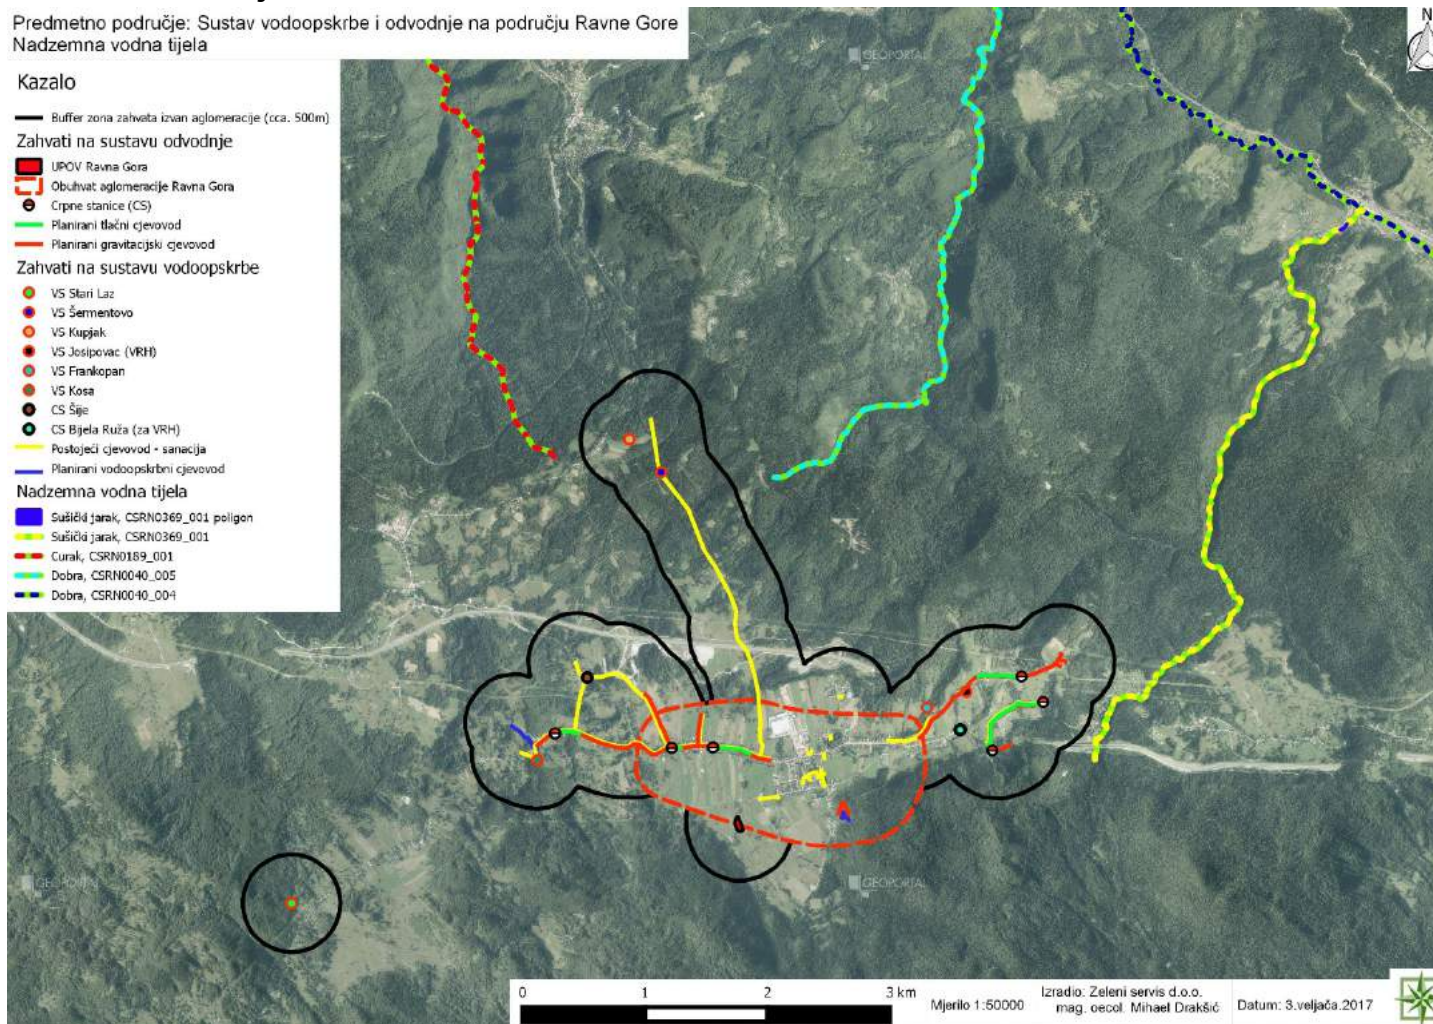 Predmetno područje: Sustav vodoopskrbe i odvodnje na području Ravne Gore
Nadzemna vodna tijela
N
Kazalo
Buffer zona zahvata izvan aglomeracije (cca. 500m)
Zahvati na sustavu odvodnje
UPOV Ravna Gora
Obuhvat aglomeracije Ravna Gora
Crpne stanice (CS)
Planirani tlačni cjevovod
Planirani gravitacijski cjevovod
Zahvati na sustavu vodoopskrbe
VS Stari Laz
VS Šermentovo
VS Kupjak
VS Josipovac (VRH)
VS Frankopan
VS Kosa
CS Šije
CS Bijela Ruža (za VRH)
Postojeći cjevovod - sanacija
Planirani vodoopskrbni cjevovod
Nadzemna vodna tijela
Sušički jarak, CSRN0369_001 poligon
Sušički jarak, CSRN0369_001
Curak, CSRN0189_001
Dobra, CSRN0040_005
Dobra, CSRN0040_004
GEOPORTAL
GEOPORTAL
GEOPORTAL
0 1 2 3 km
Mjerilo 1:50000
Izradio: Zeleni servis d.o.o.
mag. oecol. Mihael Drakšić
Datum: 3.veljača.2017